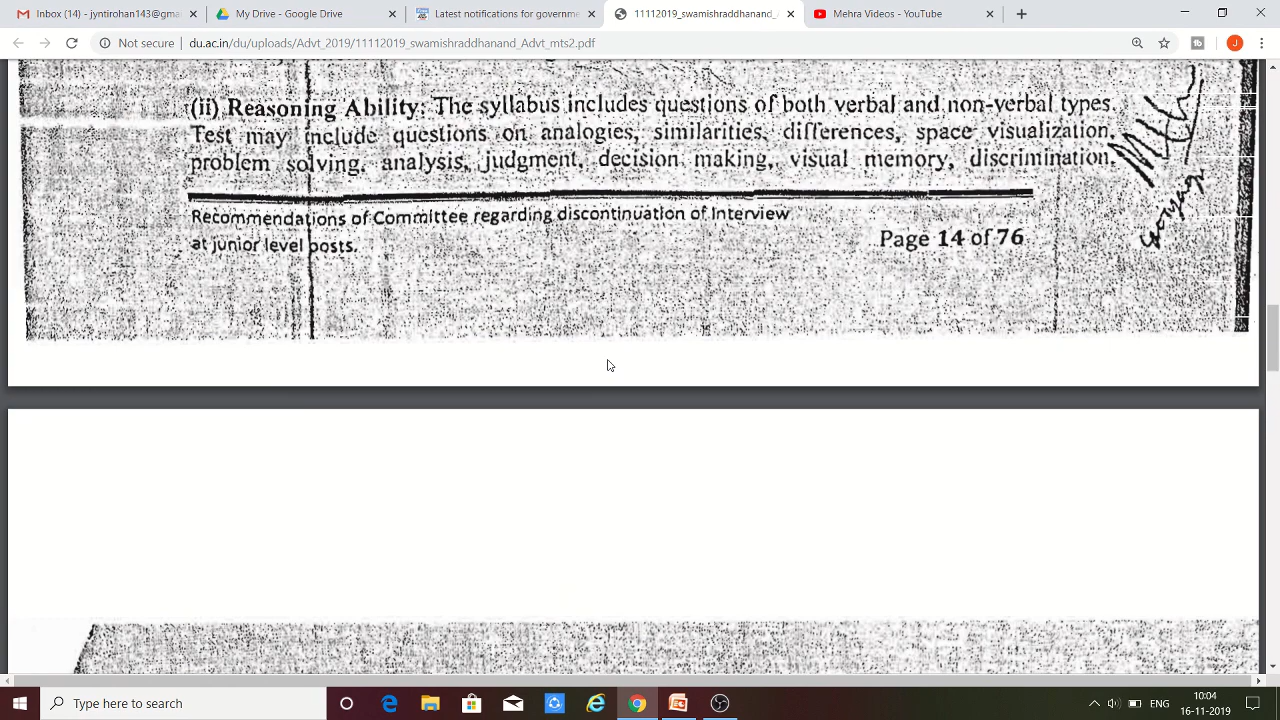 Inbox (14) - jyntindian143@gma
My Drive - Google Drive
Latest notifications for governme
11112019_swamishraddhanand_
Mehra Videos - YouTube
Not secure
du.ac.in/du/uploads/Advt_2019/11112019_swamishraddhanand_Advt_mts2.pdf
(ii) Reasoning Ability: The syllabus includes questions of both verbal and non-verbal types.
Test may include questions on analogies, similarities, differences, space visualization,
problem solving, analysis, judgment, decision making, visual memory, discrimination.
Recommendations of Committee regarding discontinuation of Interview
at junior level posts.
Page 14 of 76
Type here to search
ENG
10:04
16-11-2019